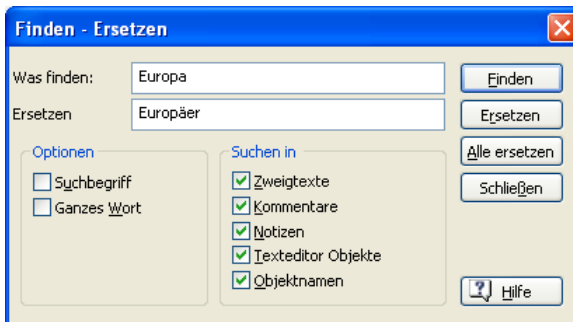 Finden - Ersetzen
Was finden: Europa Finden
Ersetzen Europäer Ersetzen
Alle ersetzen
Optionen Suchen in
Suchbegriff Zweigtexte Schließen
Ganzes Wort Kommentare
Notizen
Texteditor Objekte
Objektnamen Hilfe